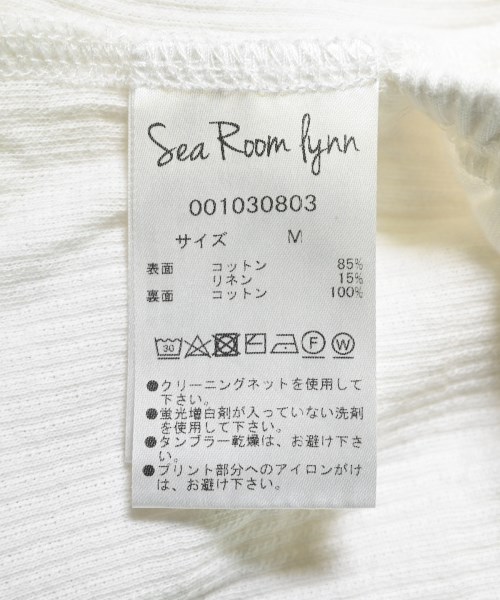 Sea Room lynn
001030803
サイズ M
表面 コットン 85%
リネン 15%
裏面 コットン 100%
30 F W
●クリーニングネットを使用して
下さい。
●蛍光増白剤が入っていない洗剤
を使用して下さい。
●タンブラー乾燥は、お避け下さ
い。
●プリント部分へのアイロンがけ
は、お避け下さい。